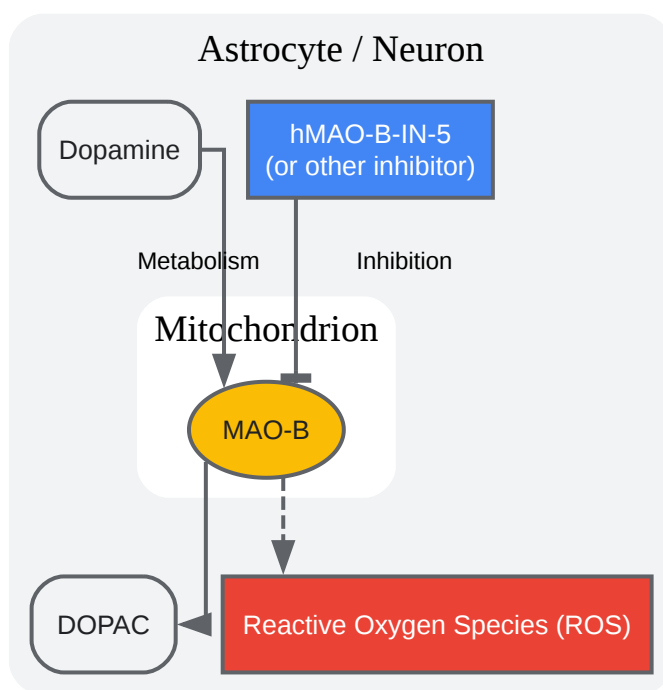 Astrocyte / Neuron
Dopamine
hMAO-B-IN-5
(or other inhibitor)
Metabolism
Inhibition
Mitochondrion
MAO-B
DOPAC
Reactive Oxygen Species (ROS)